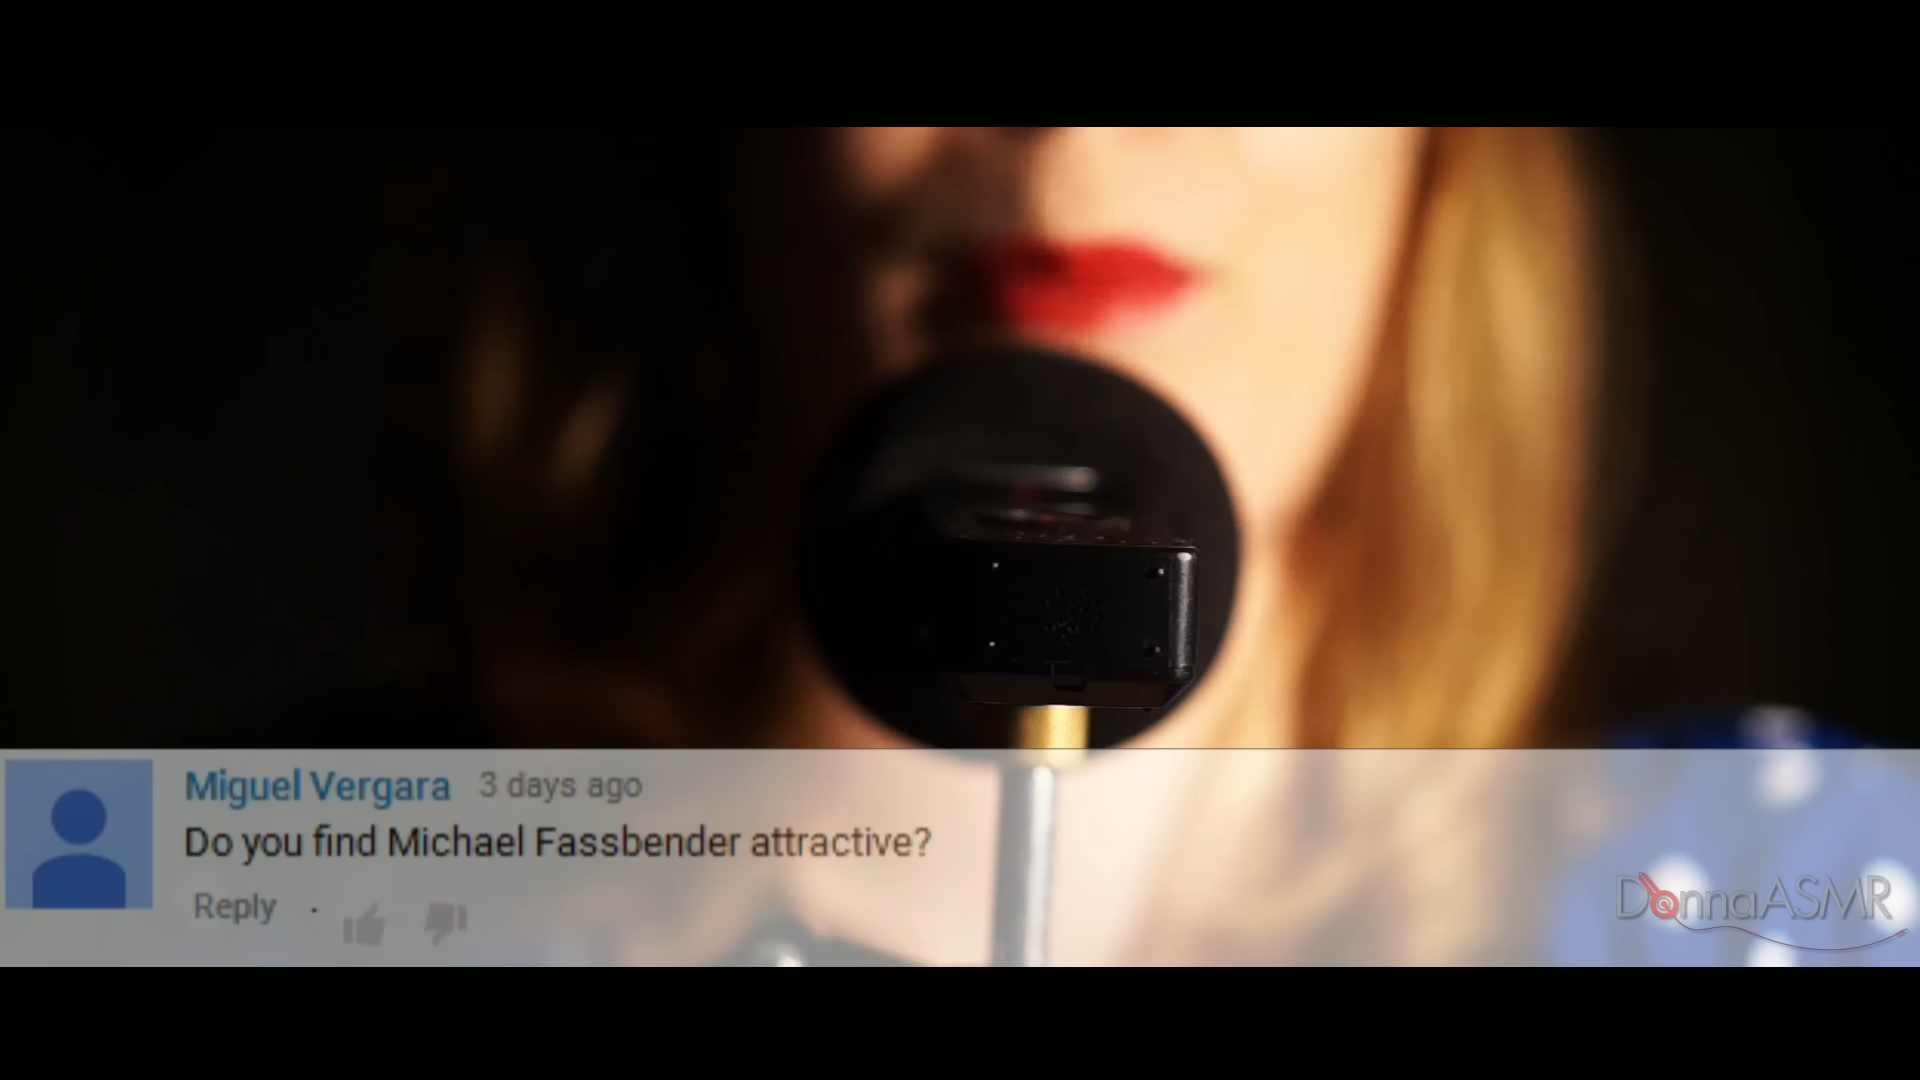 Miguel Vergara 3 days ago
Do you find Michael Fassbender attractive?
Reply
DonnaASMR